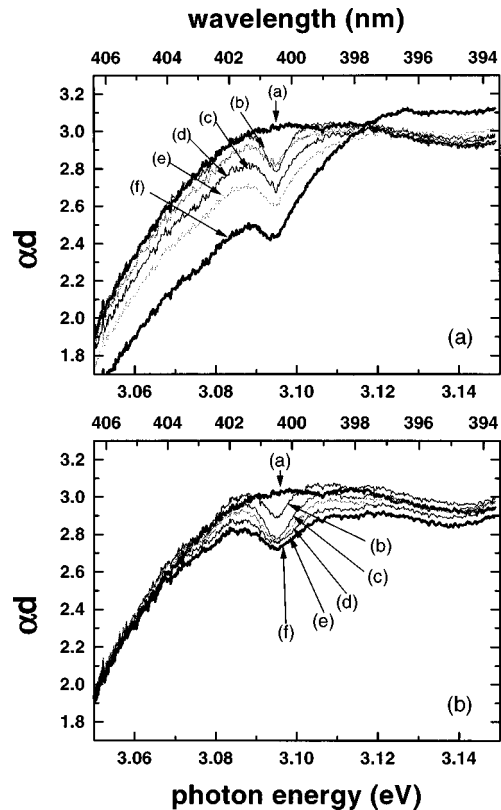 wavelength (nm)
406 404 402 400 398 396 394
3.2
3.0
2.8
2.6
2.4
2.2
2.0
1.8
αd
(a)
(b)
(c)
(d)
(e)
(f)
(a)
3.06 3.08 3.10 3.12 3.14
406 404 402 400 398 396 394
3.2
3.0
2.8
2.6
2.4
2.2
2.0
1.8
αd
(a)
(b)
(c)
(d)
(e)
(f)
(b)
3.06 3.08 3.10 3.12 3.14
photon energy (eV)